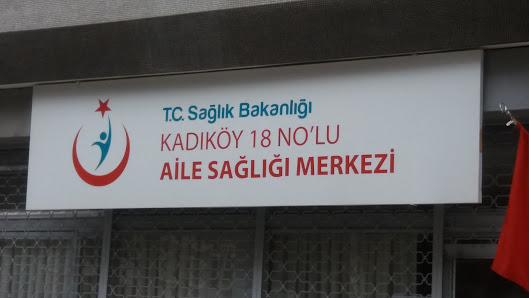 T.C. Sağlık Bakanlığı
KADIKÖY 18 NO'LU
AİLE SAĞLIĞI MERKEZİ